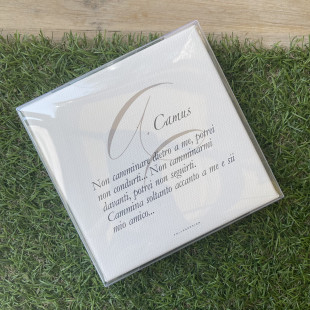 A. Camus
Non camminare dietro a me, potrei
non condurti... Non camminarmi
davanti, potrei non seguirti.
Cammina soltanto accanto a me e sii
mio amico...